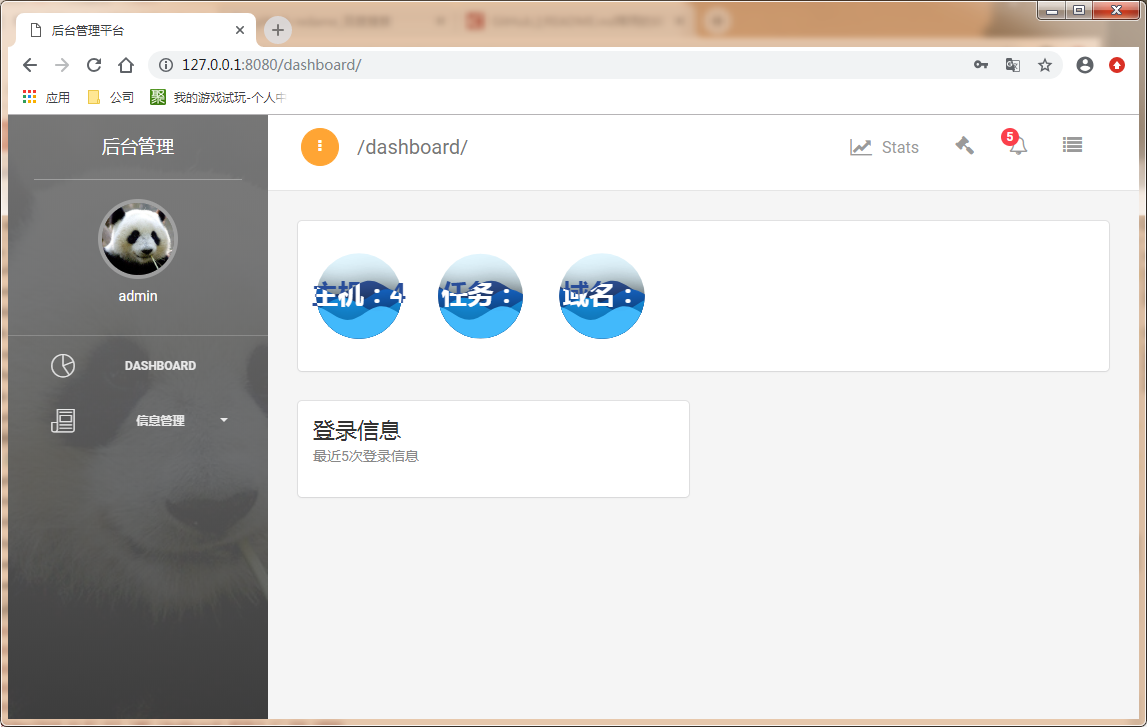 后台管理平台
127.0.0.1:8080/dashboard/
应用
公司
我的游戏试玩-个人中
后台管理
admin
DASHBOARD
信息管理
/dashboard/
Stats
5
主机：4
任务：
域名：
登录信息
最近5次登录信息